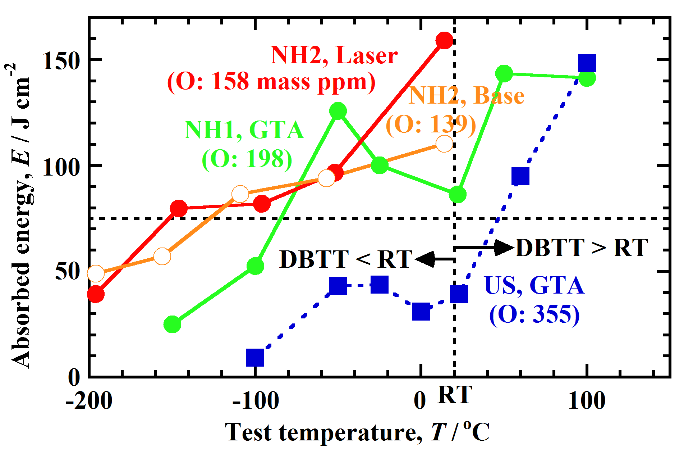 150
100
50
0
Absorbed energy, E / J cm-2
NH2, Laser
(O: 158 mass ppm)
NH2, Base
(O: 139)
NH1, GTA
(O: 198)
DBTT < RT
DBTT > RT
US, GTA
(O: 355)
-200
-100
0
RT
100
Test temperature, T / oC